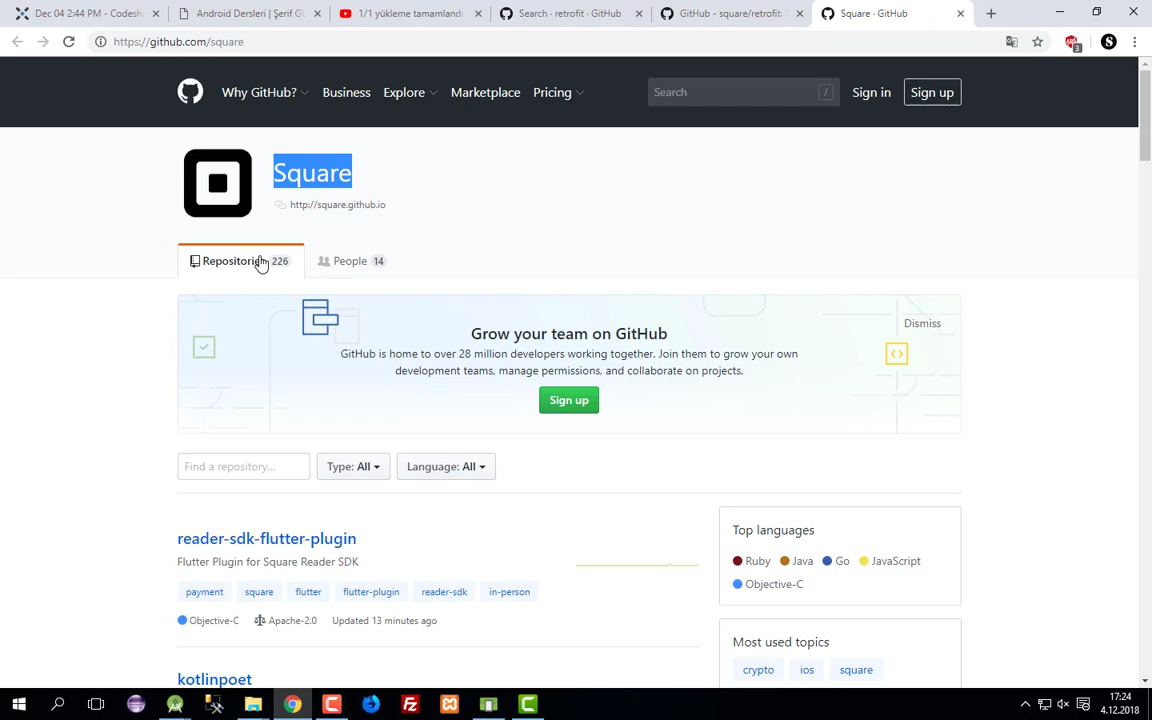 Dec 04 2:44 PM - Codesha
Android Dersleri | Şerif G
1/1 yükleme tamamlandı
Search · retrofit · GitHub
GitHub - square/retrofit: T
Square · GitHub
https://github.com/square
3
S
Why GitHub?
Business
Explore
Marketplace
Pricing
Search
/
Sign in
Sign up
Square
http://square.github.io
Repositories 226
People 14
Grow your team on GitHub
Dismiss
GitHub is home to over 28 million developers working together. Join them to grow your own
development teams, manage permissions, and collaborate on projects.
Sign up
Find a repository...
Type: All
Language: All
reader-sdk-flutter-plugin
Flutter Plugin for Square Reader SDK
payment square flutter flutter-plugin reader-sdk in-person
Objective-C Apache-2.0 Updated 13 minutes ago
kotlinpoet
Top languages
Ruby Java Go JavaScript
Objective-C
Most used topics
crypto ios square
17:24
4.12.2018